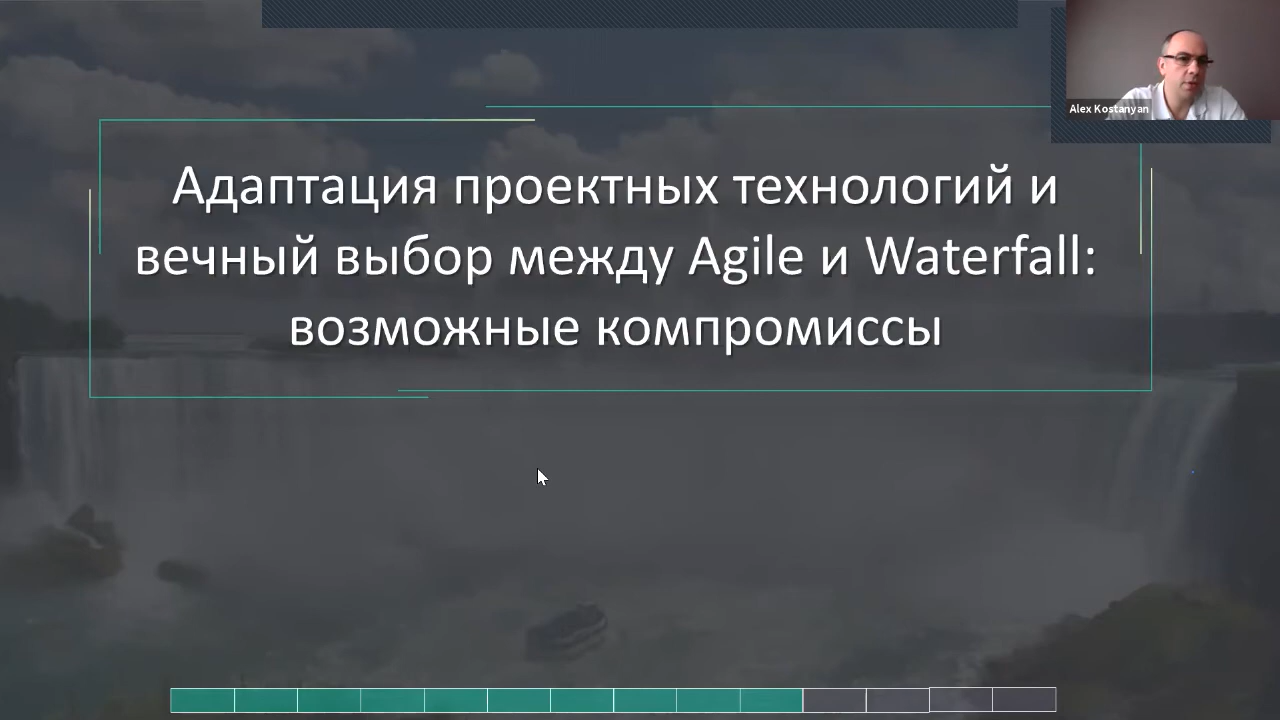 Alex Kostanyan
Адаптация проектных технологий и
вечный выбор между Agile и Waterfall:
возможные компромиссы